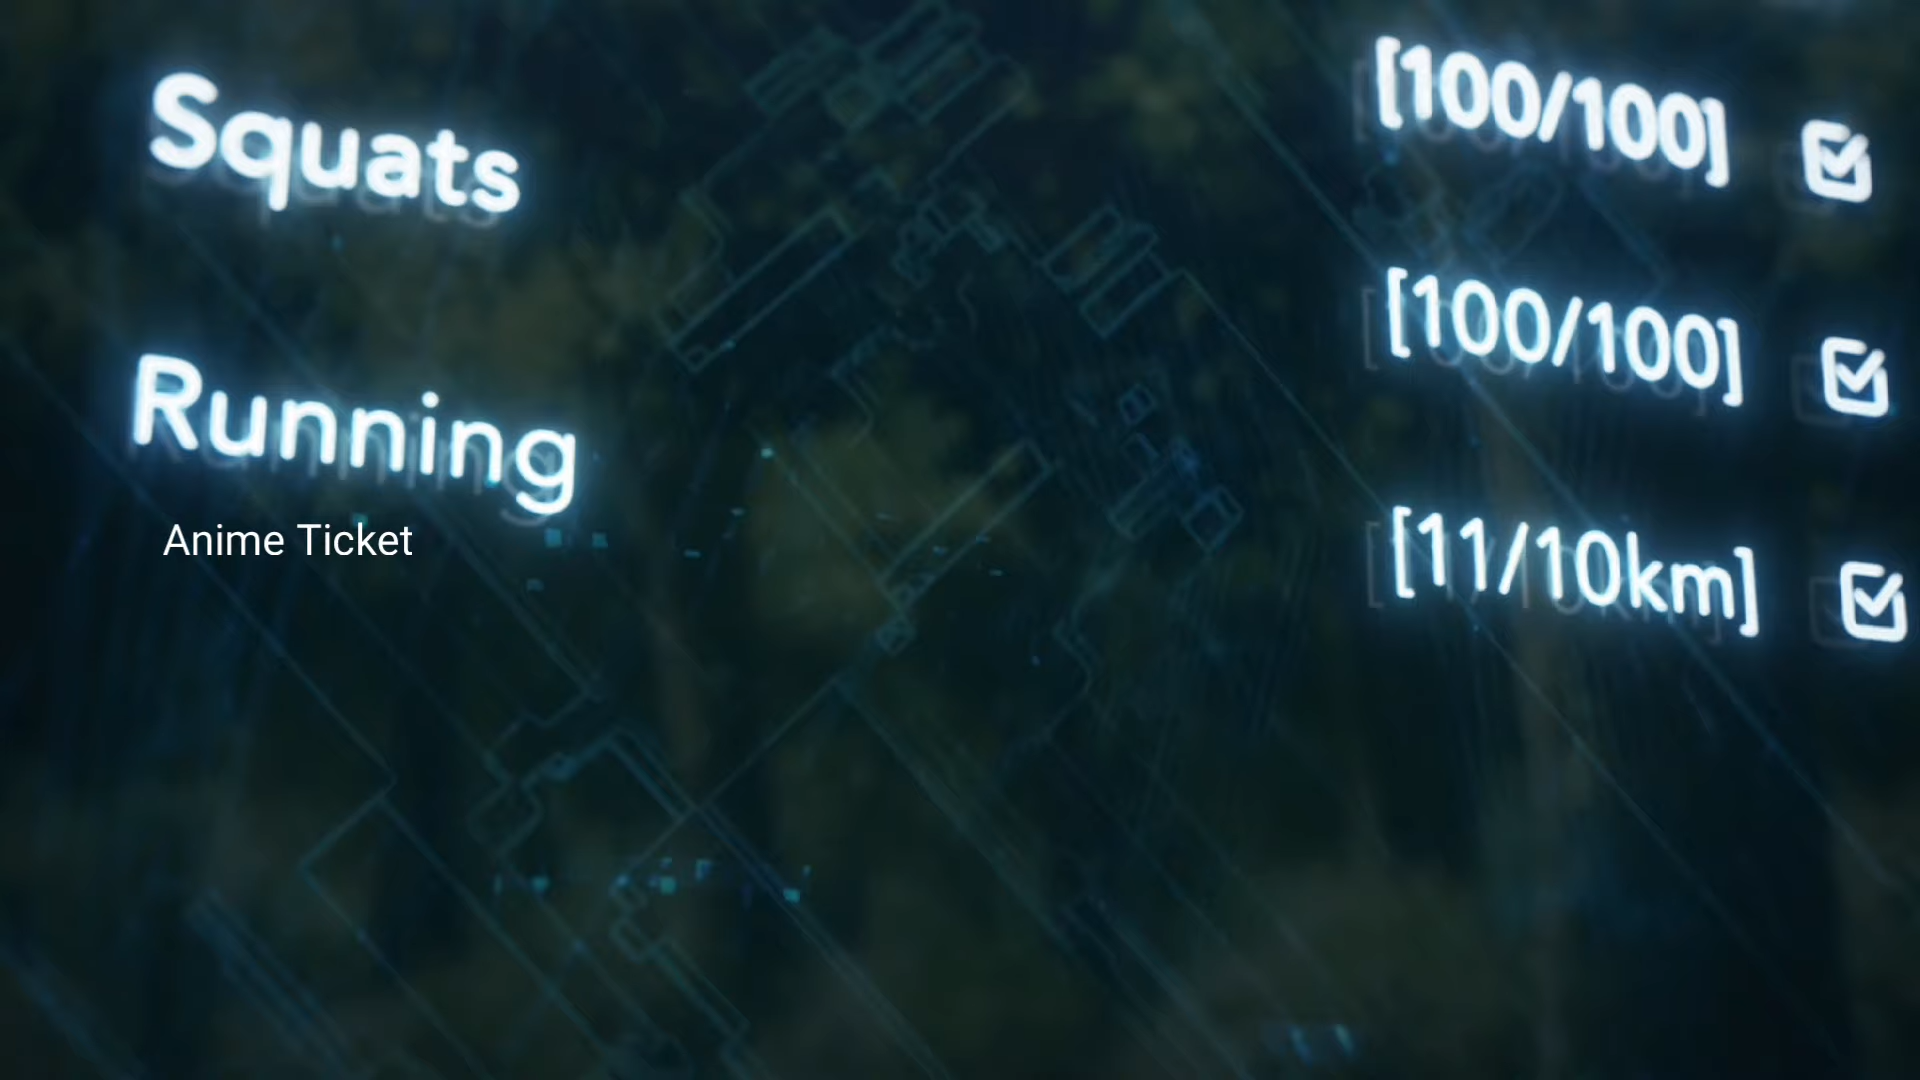 [100/100]
Squats [100/100]
Running [11/10km]
Anime Ticket